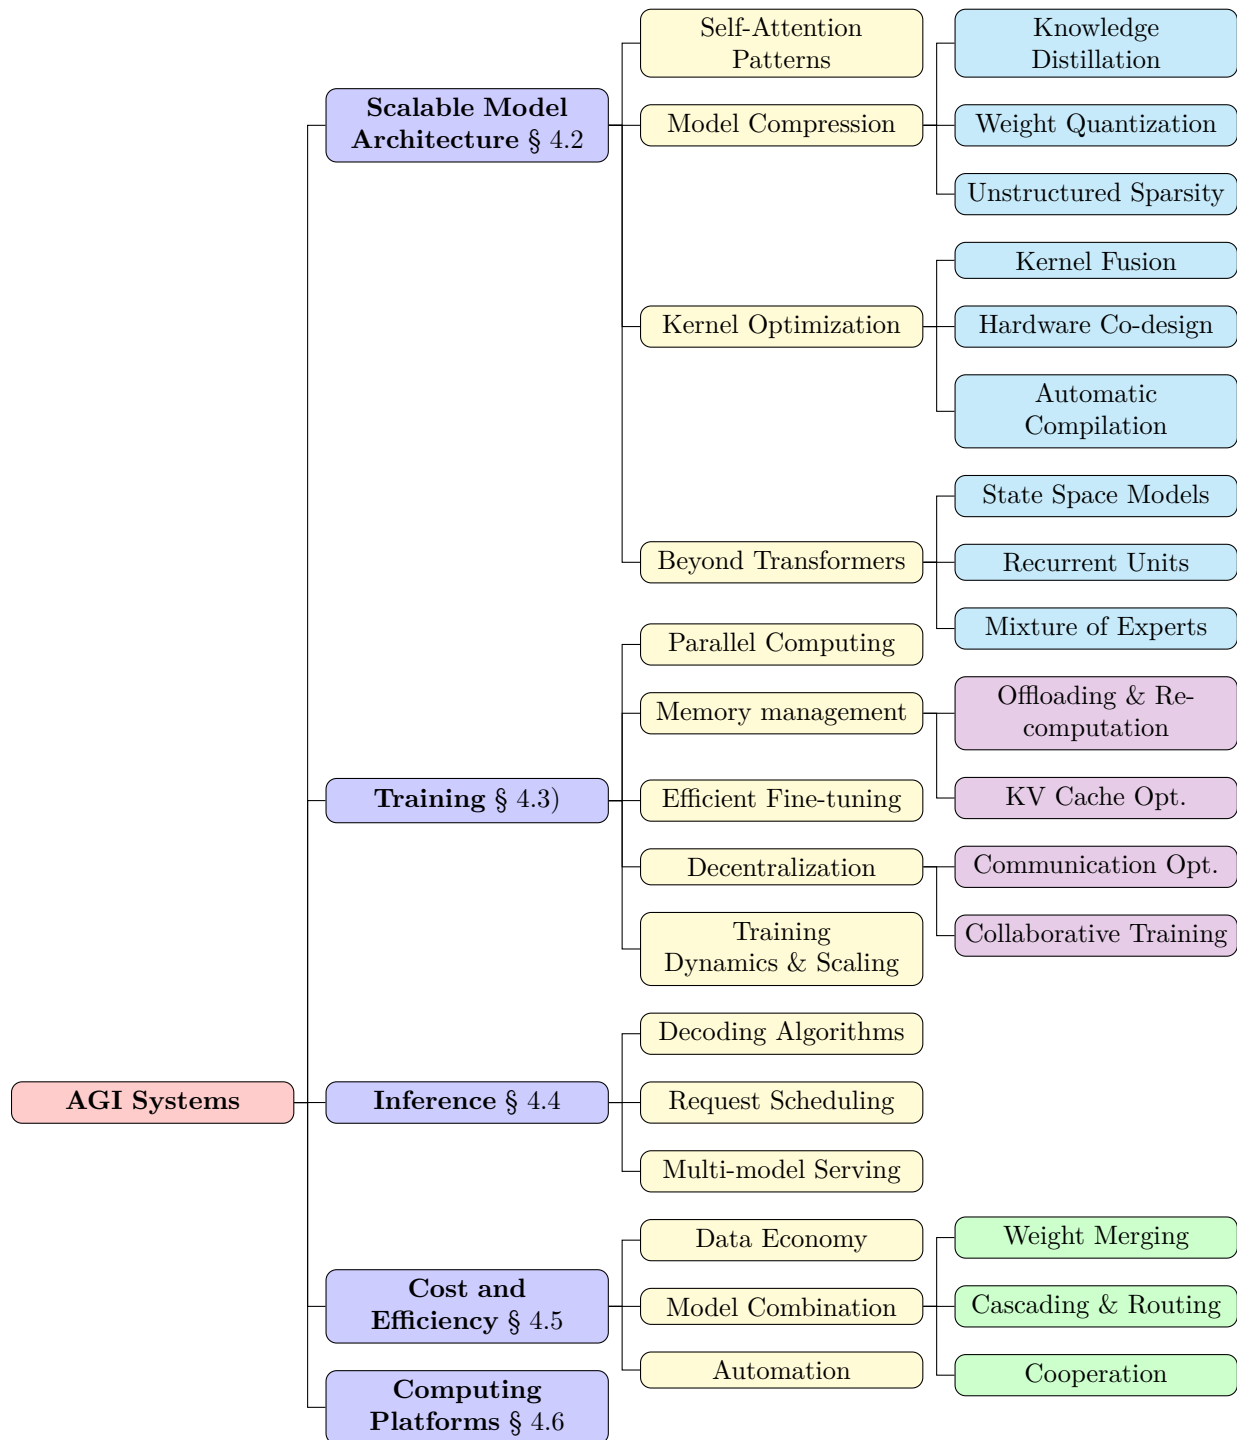 AGI Systems
Scalable Model
Architecture § 4.2
Self-Attention
Patterns
Model Compression
Knowledge
Distillation
Weight Quantization
Unstructured Sparsity
Kernel Optimization
Kernel Fusion
Hardware Co-design
Automatic
Compilation
Beyond Transformers
State Space Models
Recurrent Units
Mixture of Experts
Training § 4.3)
Parallel Computing
Memory management
Offloading & Re-
computation
KV Cache Opt.
Efficient Fine-tuning
Decentralization
Communication Opt.
Collaborative Training
Training
Dynamics & Scaling
Inference § 4.4
Decoding Algorithms
Request Scheduling
Multi-model Serving
Cost and
Efficiency § 4.5
Data Economy
Model Combination
Weight Merging
Cascading & Routing
Cooperation
Automation
Computing
Platforms § 4.6